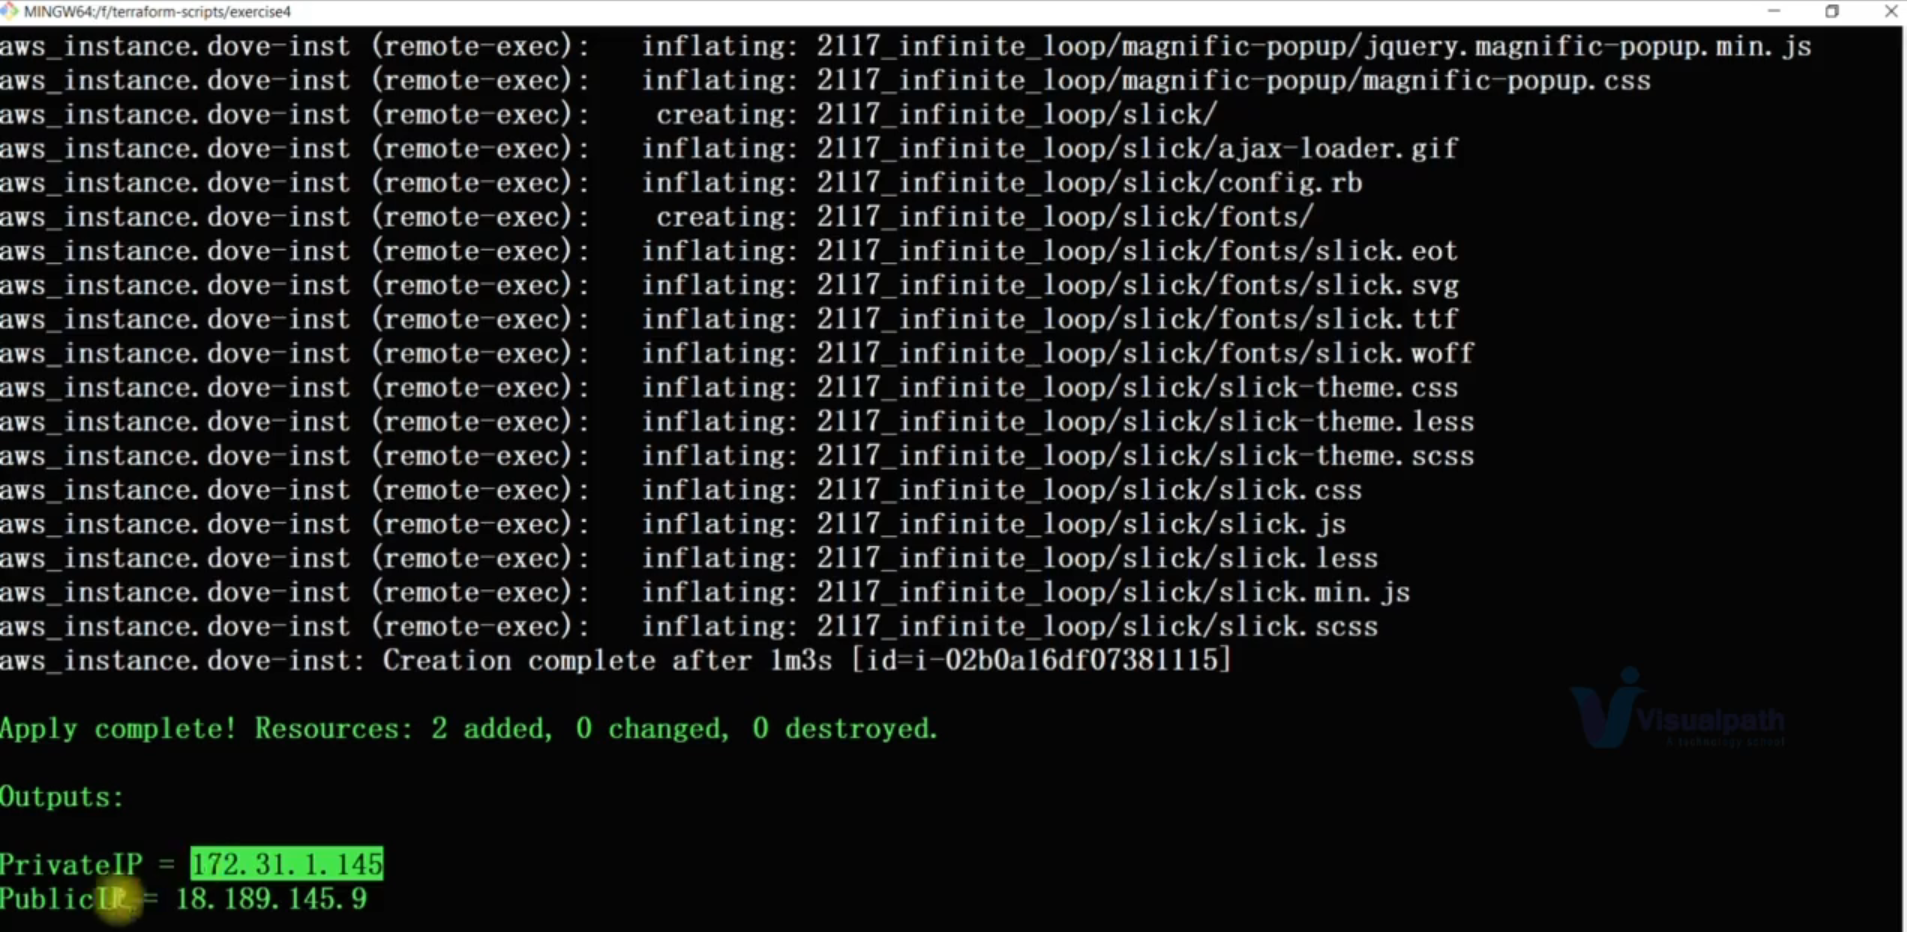 MINGW64:/f/terraform-scripts/exercise4
aws_instance.dove-inst (remote-exec):   inflating: 2117_infinite_loop/magnific-popup/jquery.magnific-popup.min.js
aws_instance.dove-inst (remote-exec):   inflating: 2117_infinite_loop/magnific-popup/magnific-popup.css
aws_instance.dove-inst (remote-exec):    creating: 2117_infinite_loop/slick/
aws_instance.dove-inst (remote-exec):   inflating: 2117_infinite_loop/slick/ajax-loader.gif
aws_instance.dove-inst (remote-exec):   inflating: 2117_infinite_loop/slick/config.rb
aws_instance.dove-inst (remote-exec):    creating: 2117_infinite_loop/slick/fonts/
aws_instance.dove-inst (remote-exec):   inflating: 2117_infinite_loop/slick/fonts/slick.eot
aws_instance.dove-inst (remote-exec):   inflating: 2117_infinite_loop/slick/fonts/slick.svg
aws_instance.dove-inst (remote-exec):   inflating: 2117_infinite_loop/slick/fonts/slick.ttf
aws_instance.dove-inst (remote-exec):   inflating: 2117_infinite_loop/slick/fonts/slick.woff
aws_instance.dove-inst (remote-exec):   inflating: 2117_infinite_loop/slick/slick-theme.css
aws_instance.dove-inst (remote-exec):   inflating: 2117_infinite_loop/slick/slick-theme.less
aws_instance.dove-inst (remote-exec):   inflating: 2117_infinite_loop/slick/slick-theme.scss
aws_instance.dove-inst (remote-exec):   inflating: 2117_infinite_loop/slick/slick.css
aws_instance.dove-inst (remote-exec):   inflating: 2117_infinite_loop/slick/slick.js
aws_instance.dove-inst (remote-exec):   inflating: 2117_infinite_loop/slick/slick.less
aws_instance.dove-inst (remote-exec):   inflating: 2117_infinite_loop/slick/slick.min.js
aws_instance.dove-inst (remote-exec):   inflating: 2117_infinite_loop/slick/slick.scss
aws_instance.dove-inst: Creation complete after 1m3s [id=i-02b0a16df07381115]
Visualpath
A technology school
Apply complete! Resources: 2 added, 0 changed, 0 destroyed.
Outputs:
PrivateIP = 172.31.1.145
PublicIP = 18.189.145.9